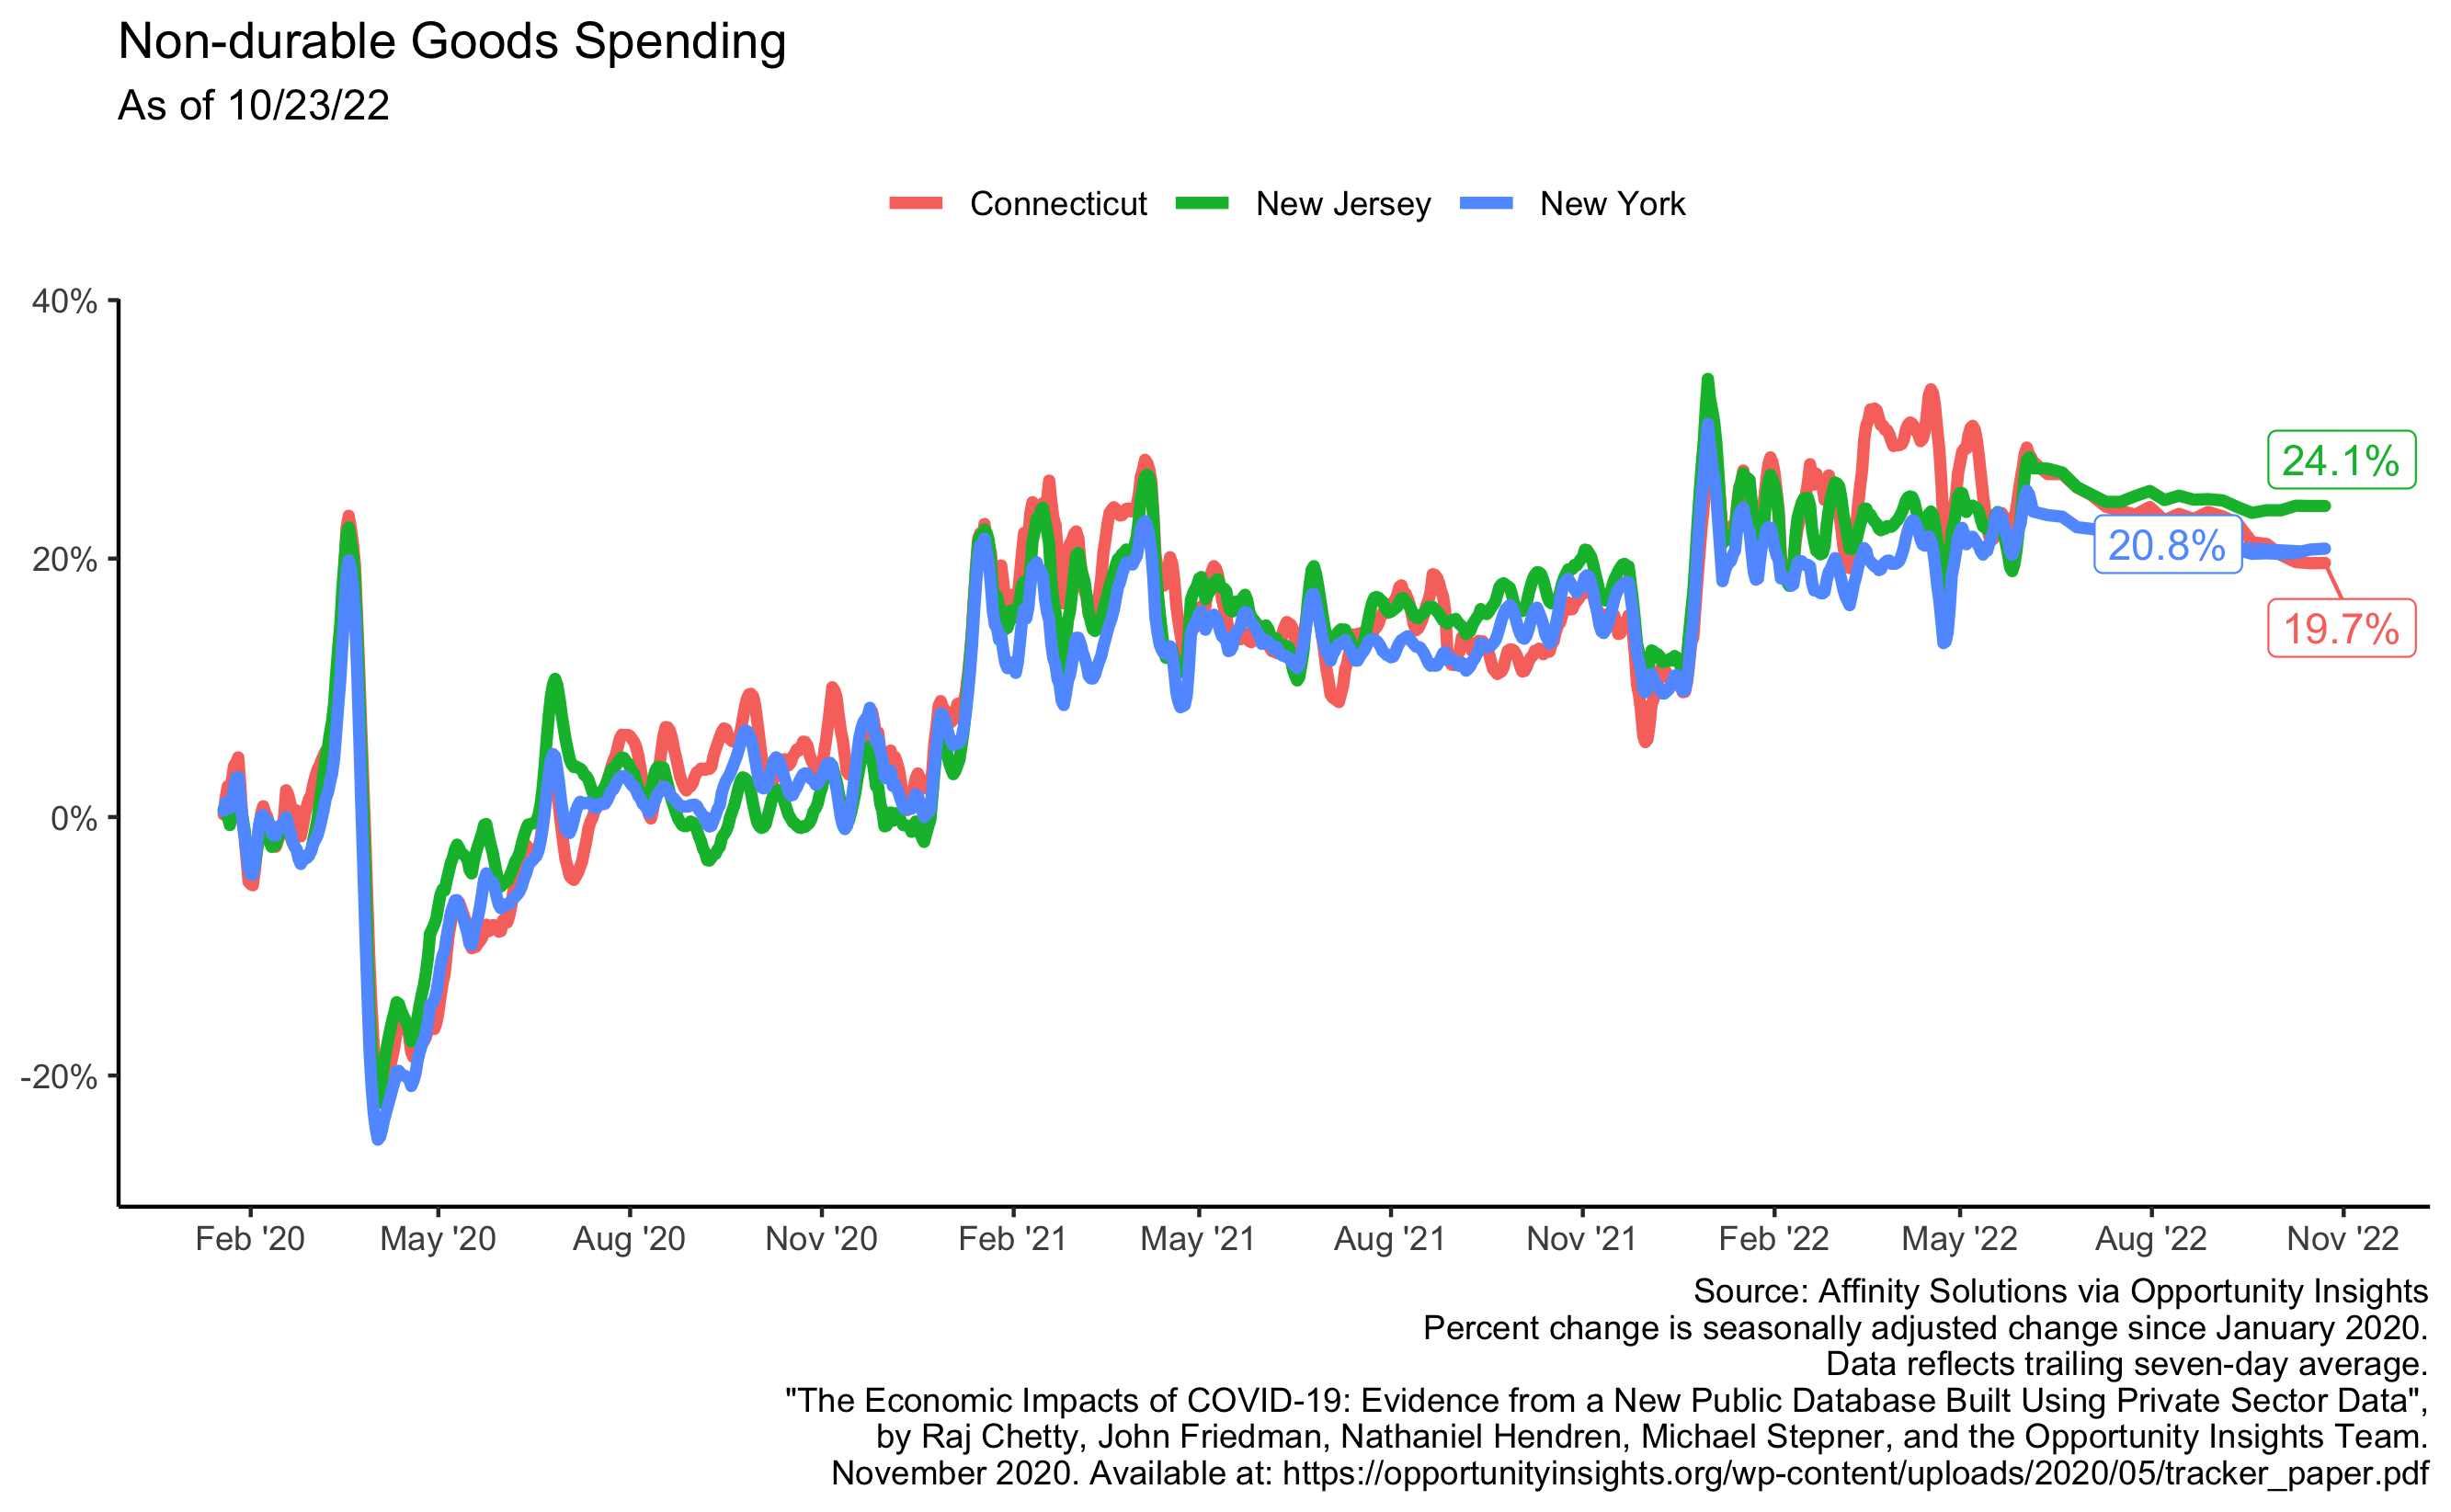 Non-durable Goods Spending
As of 10/23/22
Connecticut New Jersey New York
40%
20%
0%
-20%
24.1%
20.8%
19.7%
Feb '20 May '20 Aug '20 Nov '20 Feb '21 May '21 Aug '21 Nov '21 Feb '22 May '22 Aug '22 Nov '22
Source: Affinity Solutions via Opportunity Insights
Percent change is seasonally adjusted change since January 2020.
Data reflects trailing seven-day average.
"The Economic Impacts of COVID-19: Evidence from a New Public Database Built Using Private Sector Data",
by Raj Chetty, John Friedman, Nathaniel Hendren, Michael Stepner, and the Opportunity Insights Team.
November 2020. Available at: https://opportunityinsights.org/wp-content/uploads/2020/05/tracker_paper.pdf